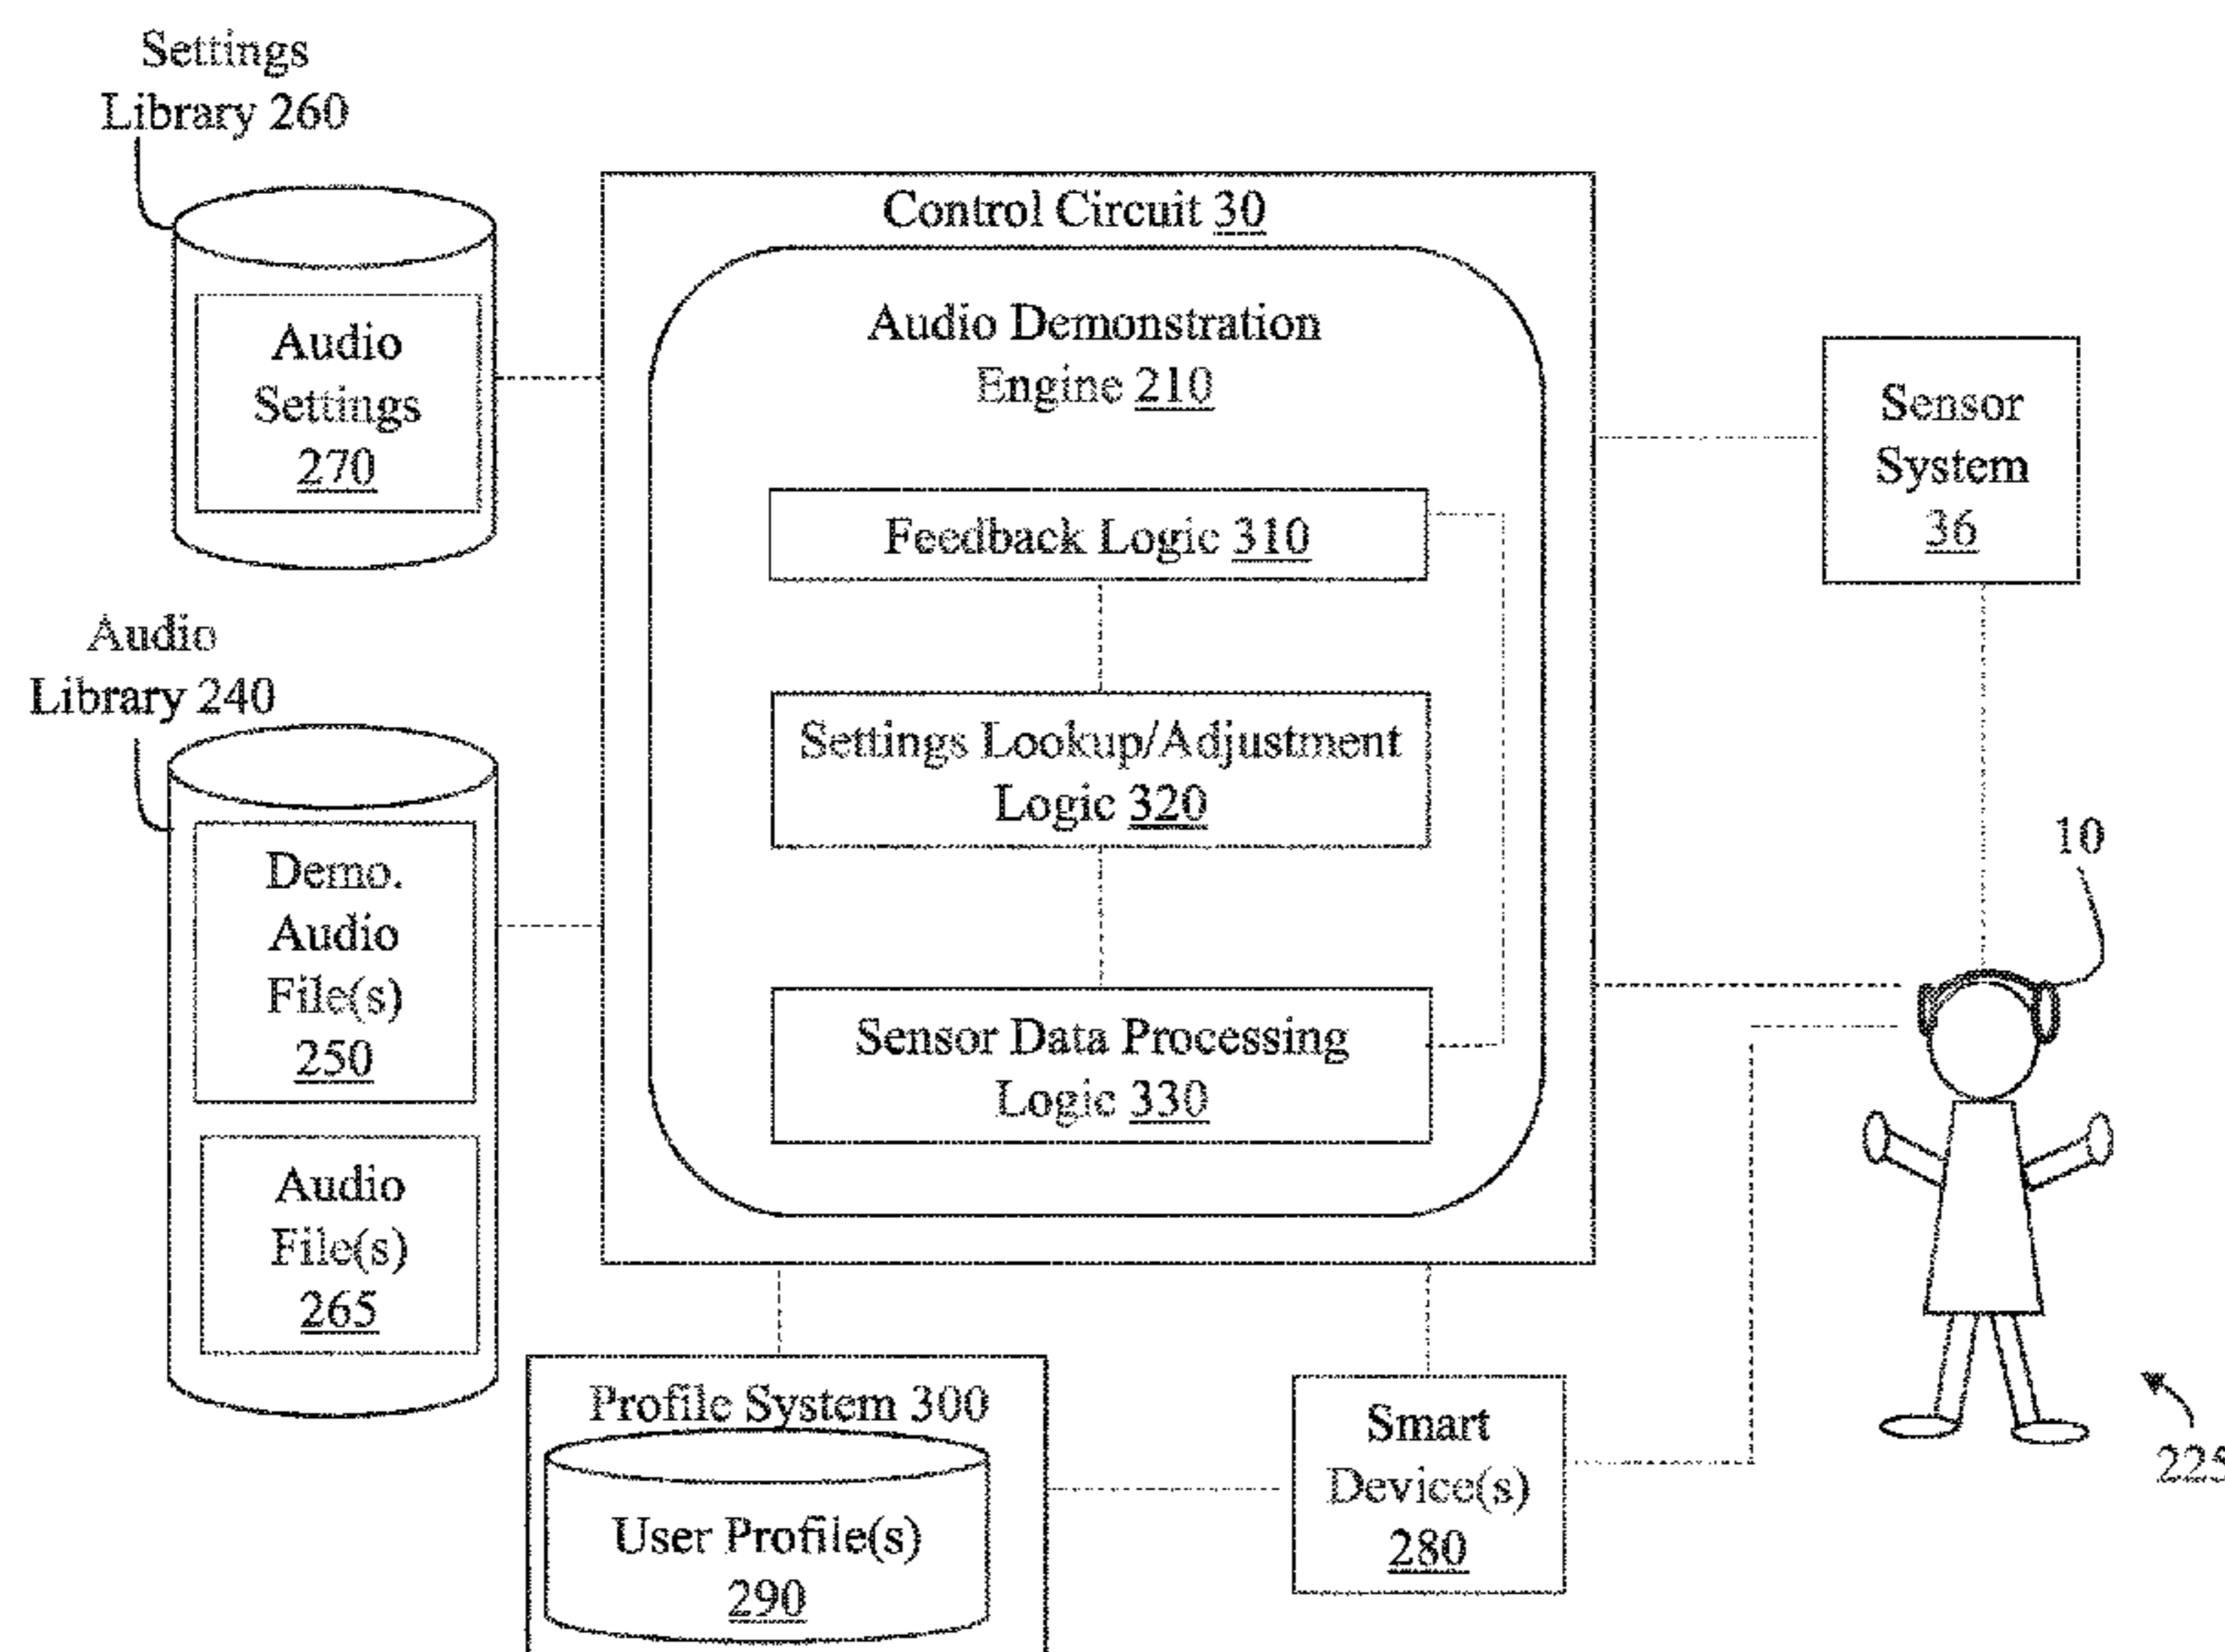 Settings
Library 260
Audio
Settings
270
Audio
Library 240
Demo.
Audio
File(s)
250
Audio
File(s)
265
Control Circuit 30
Audio Demonstration
Engine 210
Feedback Logic 310
Settings Lookup/Adjustment
Logic 320
Sensor Data Processing
Logic 330
Sensor
System
36
10
225
Profile System 300
User Profile(s)
290
Smart
Device(s)
280